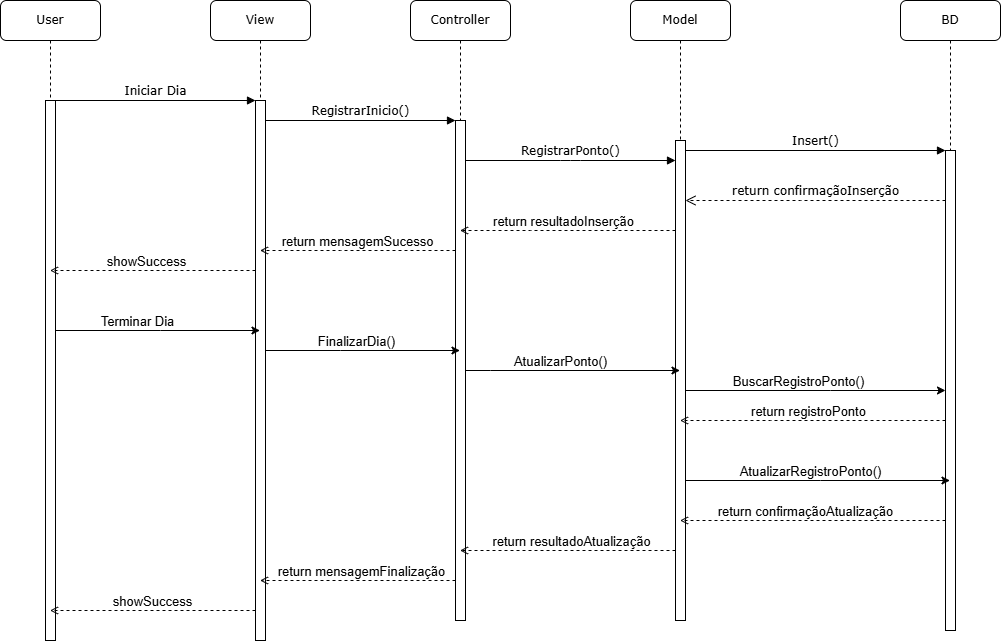 User
View
Controller
Model
BD
Iniciar Dia
RegistrarInicio()
Insert()
RegistrarPonto()
return confirmaçãoInserção
return resultadoInserção
return mensagemSucesso
showSuccess
Terminar Dia
FinalizarDia()
AtualizarPonto()
BuscarRegistroPonto()
return registroPonto
AtualizarRegistroPonto()
return confirmaçãoAtualização
return resultadoAtualização
return mensagemFinalização
showSuccess